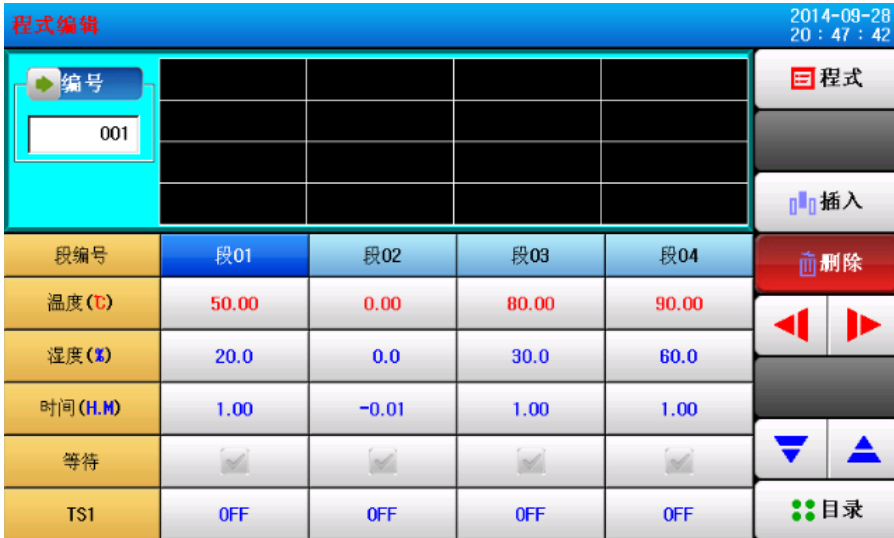 程式编辑
2014-09-28
20 : 47 : 42
编号
001
程式
插入
段编号 段01 段02 段03 段04
删除
温度(℃) 50.00 0.00 80.00 90.00
湿度(%) 20.0 0.0 30.0 60.0
时间(H.M) 1.00 -0.01 1.00 1.00
等待
TS1 OFF OFF OFF OFF
目录